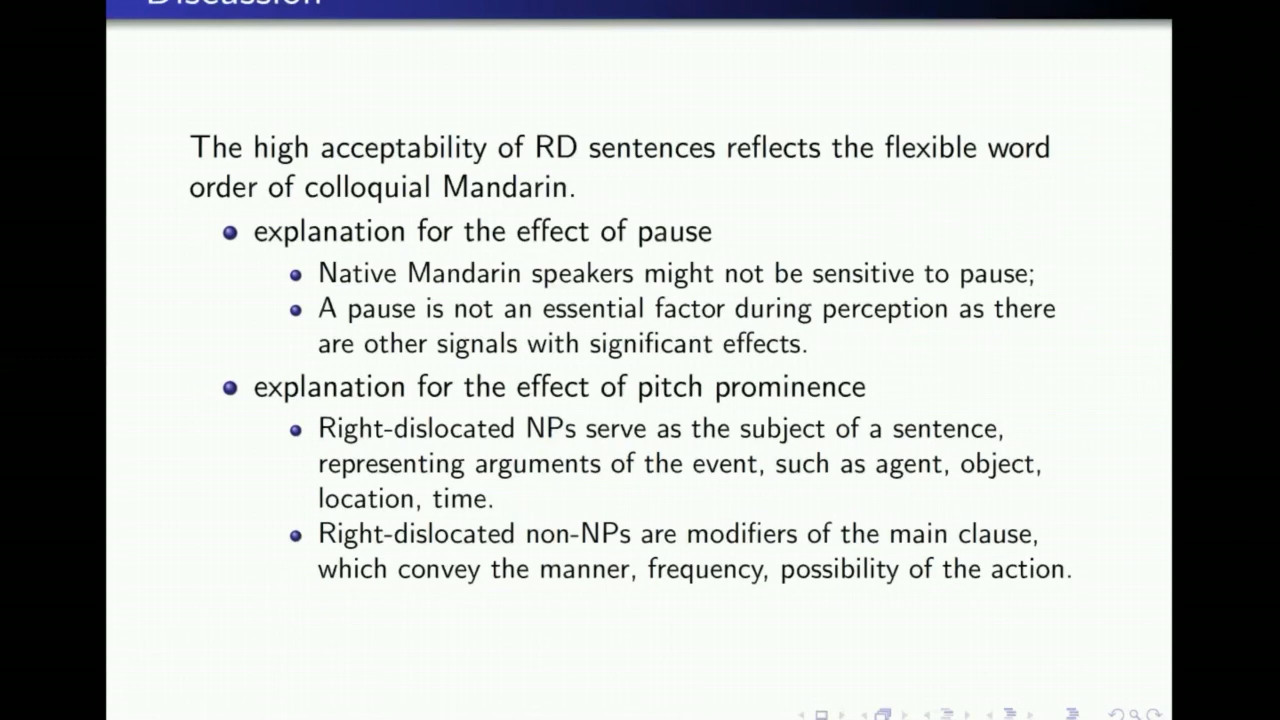 Discussion
The high acceptability of RD sentences reflects the flexible word
order of colloquial Mandarin.
explanation for the effect of pause
Native Mandarin speakers might not be sensitive to pause;
A pause is not an essential factor during perception as there
are other signals with significant effects.
explanation for the effect of pitch prominence
Right-dislocated NPs serve as the subject of a sentence,
representing arguments of the event, such as agent, object,
location, time.
Right-dislocated non-NPs are modifiers of the main clause,
which convey the manner, frequency, possibility of the action.